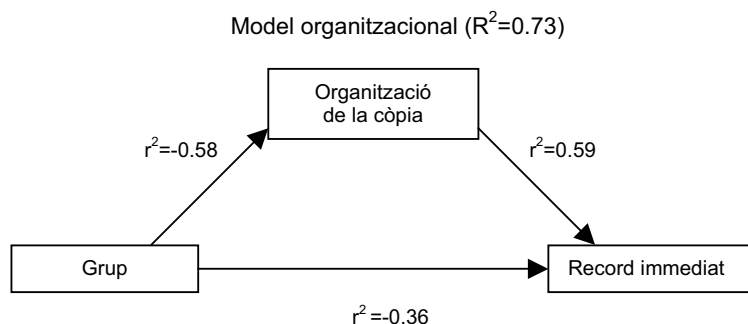 Model organitzacional (R²=0.73)
Organització
de la còpia
r²=-0.58
r²=0.59
Grup
Record immediat
r² =-0.36